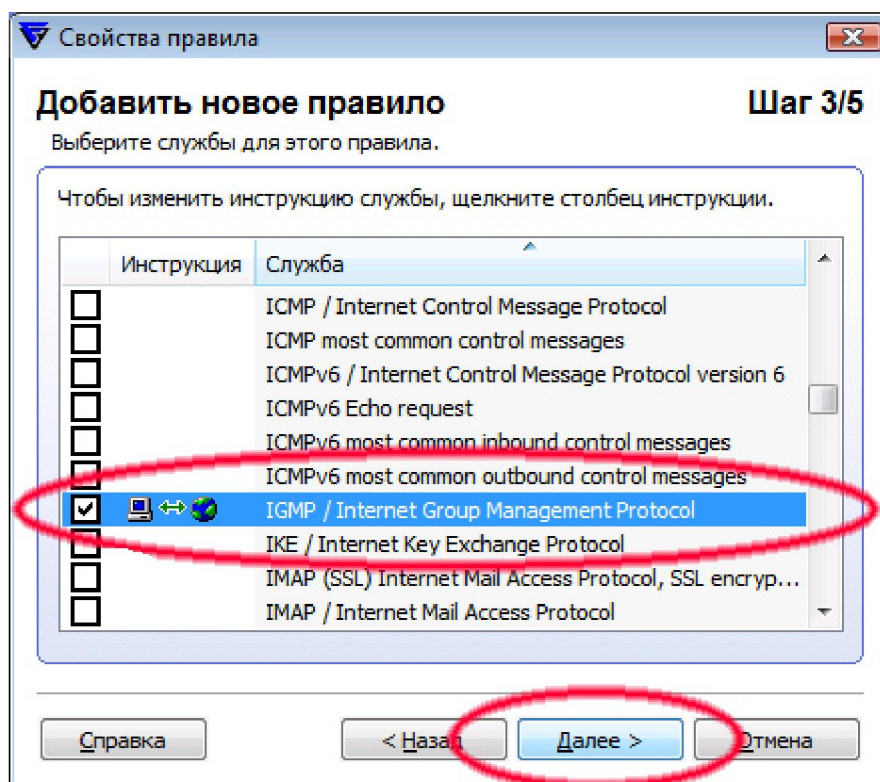 Свойства правила
Добавить новое правило Шаг 3/5
Выберите службы для этого правила.
Чтобы изменить инструкцию службы, щелкните столбец инструкции.
Инструкция Служба
ICMP / Internet Control Message Protocol
ICMP most common control messages
ICMPv6 / Internet Control Message Protocol version 6
ICMPv6 Echo request
ICMPv6 most common inbound control messages
ICMPv6 most common outbound control messages
IGMP / Internet Group Management Protocol
IKE / Internet Key Exchange Protocol
IMAP (SSL) Internet Mail Access Protocol, SSL encryp...
IMAP / Internet Mail Access Protocol
Справка < Назад Далее > Отмена